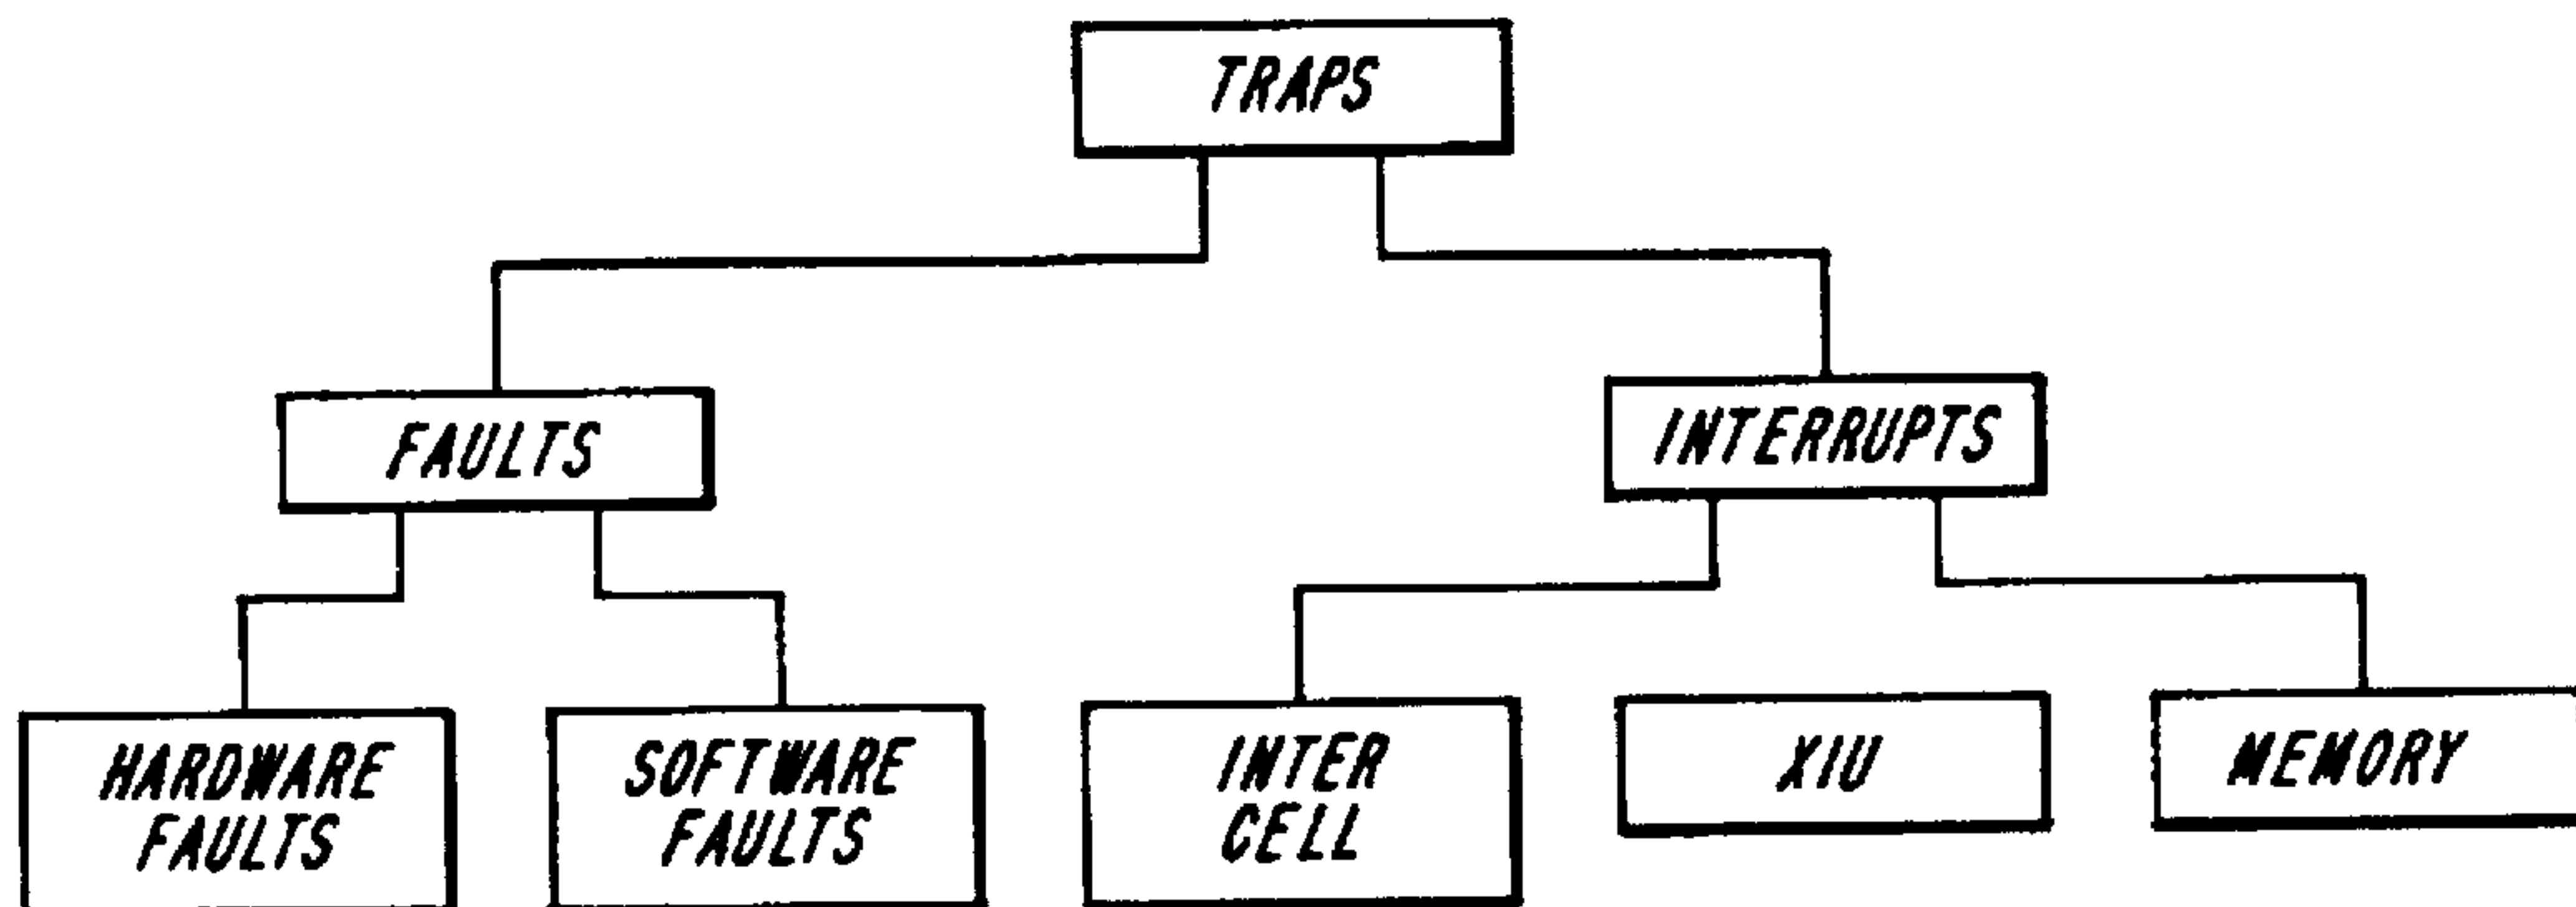 TRAPS
FAULTS
INTERRUPTS
HARDWARE
FAULTS
SOFTWARE
FAULTS
INTER
CELL
XIU
MEMORY